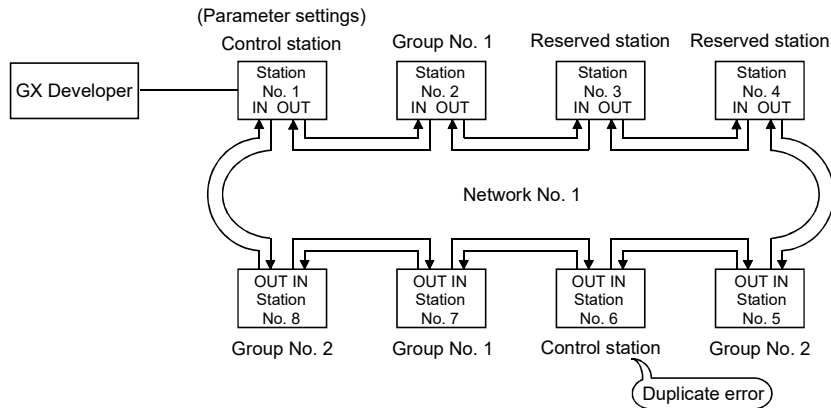 (Parameter settings)
Control station
Group No. 1
Reserved station
Reserved station
GX Developer
Station
No. 1
IN OUT
Station
No. 2
IN OUT
Station
No. 3
IN OUT
Station
No. 4
IN OUT
Network No. 1
OUT IN
Station
No. 8
OUT IN
Station
No. 7
OUT IN
Station
No. 6
OUT IN
Station
No. 5
Group No. 2
Group No. 1
Control station
Group No. 2
Duplicate error